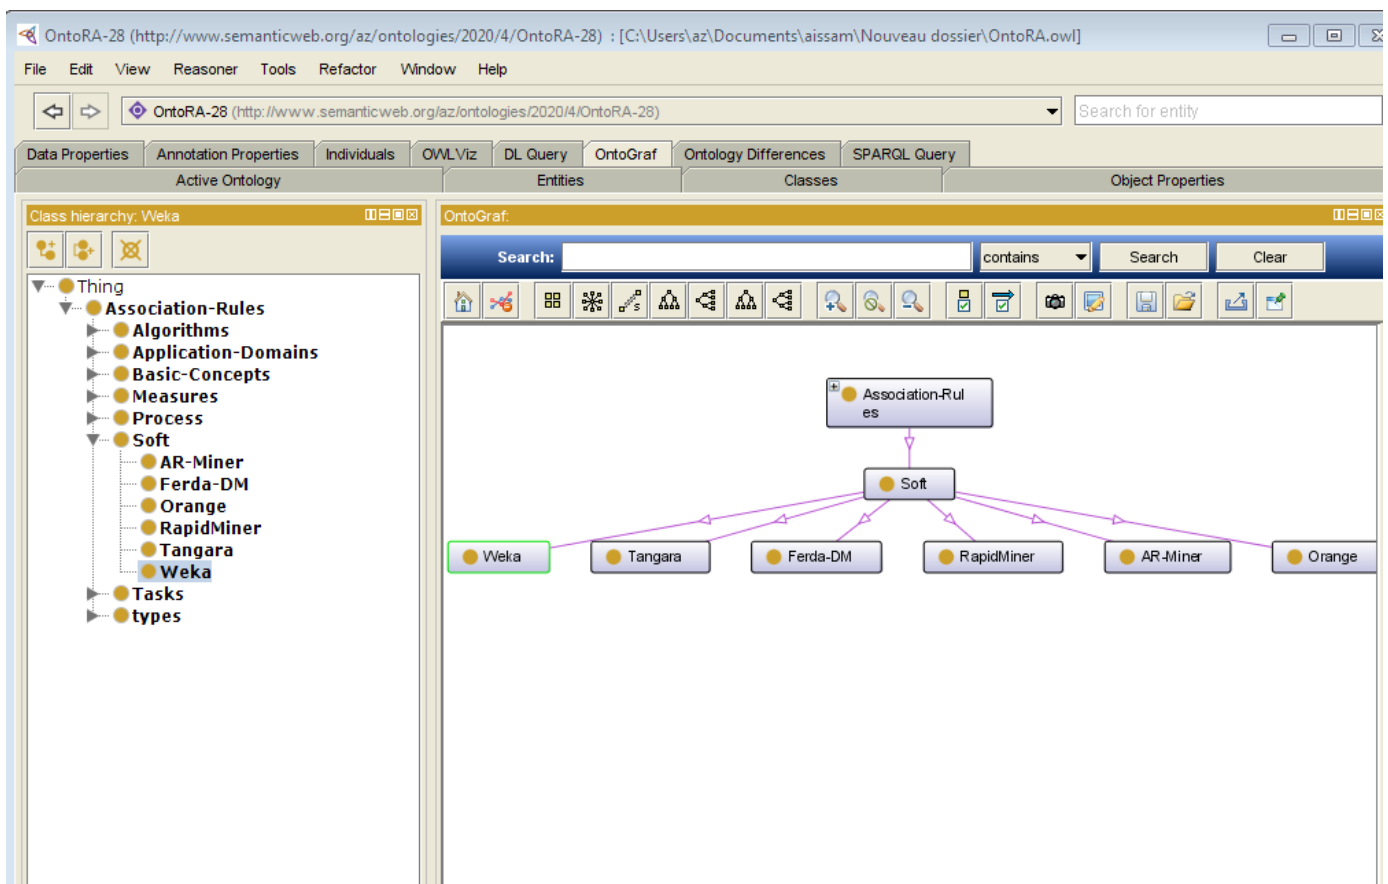 OntoRA-28 (http://www.semanticweb.org/az/ontologies/2020/4/OntoRA-28) : [C:\Users\az\Documents\aissam\Nouveau dossier\OntoRA.owl]
File Edit View Reasoner Tools Refactor Window Help
OntoRA-28 (http://www.semanticweb.org/az/ontologies/2020/4/OntoRA-28) Search for entity
Data Properties Annotation Properties Individuals OWLViz DL Query OntoGraf Ontology Differences SPARQL Query
Active Ontology Entities Classes Object Properties
Class hierarchy: Weka
Thing
Association-Rules
Algorithms
Application-Domains
Basic-Concepts
Measures
Process
Soft
AR-Miner
Ferda-DM
Orange
RapidMiner
Tangara
Weka
Tasks
types
OntoGraf:
Search: contains Search Clear
Association-Rul
es
Soft
Weka Tangara Ferda-DM RapidMiner AR-Miner Orange